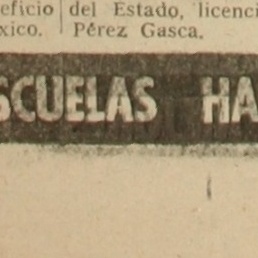 eficio del Estado, licenci
xico. Pérez Gasca.
SCUELAS HA